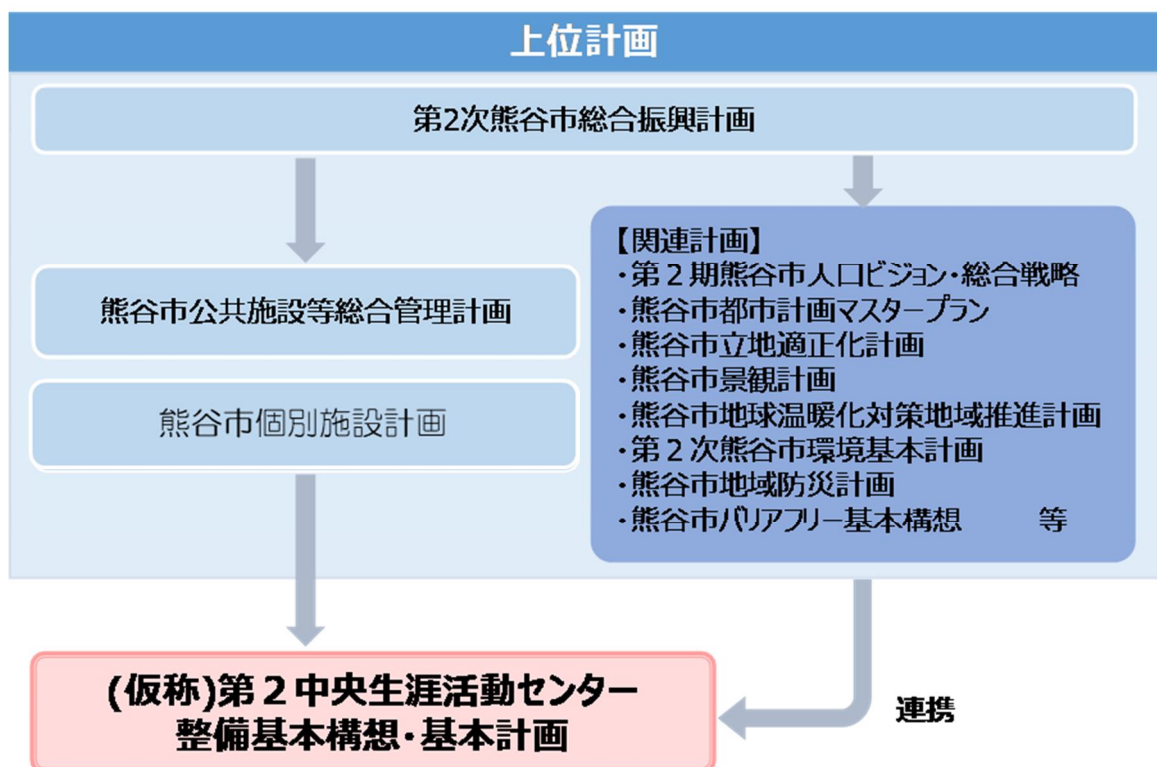 上位計画
第2次熊谷市総合振興計画
熊谷市公共施設等総合管理計画
熊谷市個別施設計画
【関連計画】
・第２期熊谷市人口ビジョン・総合戦略
・熊谷市都市計画マスタープラン
・熊谷市立地適正化計画
・熊谷市景観計画
・熊谷市地球温暖化対策地域推進計画
・第２次熊谷市環境基本計画
・熊谷市地域防災計画
・熊谷市バリアフリー基本構想　　等
(仮称)第２中央生涯活動センター
整備基本構想・基本計画
連携